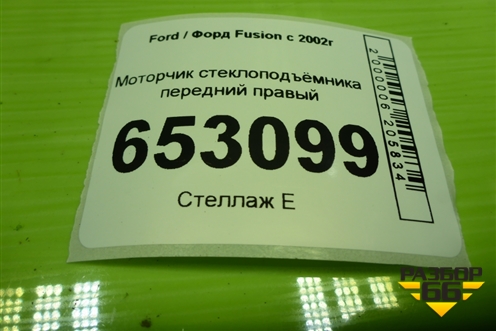 Ford / Форд Fusion с 2002г
Моторчик стеклоподъёмника
передний правый
653099
Стеллаж Е
2000006205834
РАЗБОР
66